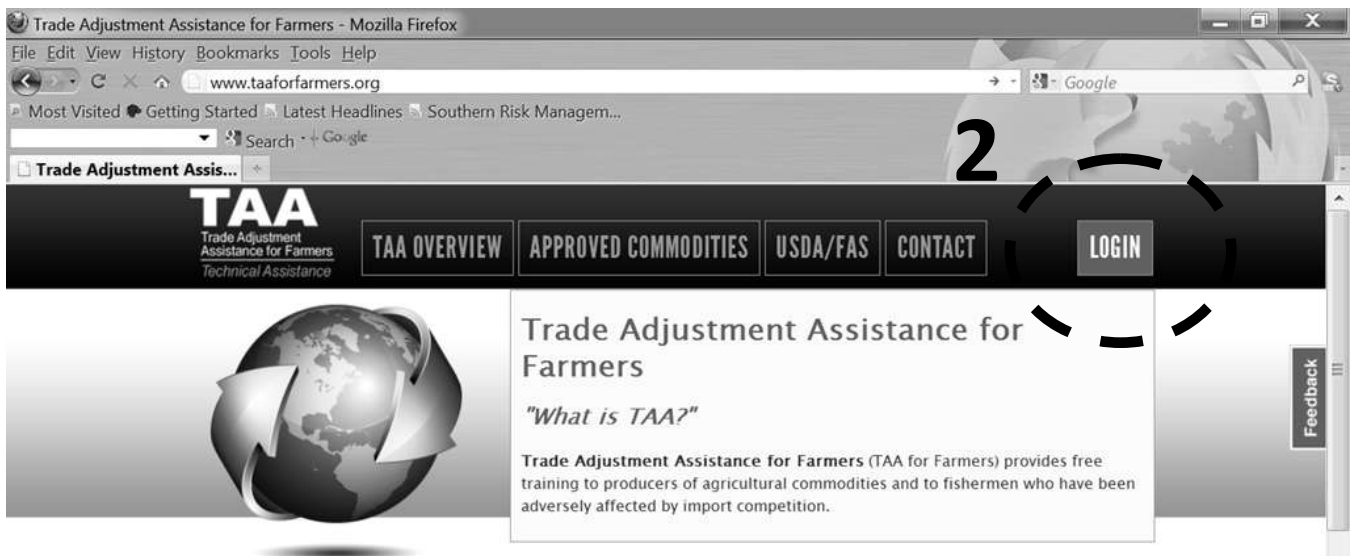 Trade Adjustment Assistance for Farmers - Mozilla Firefox
File Edit View History Bookmarks Tools Help
www.taaforfarmers.org
Google
Most Visited Getting Started Latest Headlines Southern Risk Managem...
Search Google
2
Trade Adjustment Assis...
TAA
Trade Adjustment
Assistance for Farmers
Technical Assistance
TAA OVERVIEW APPROVED COMMODITIES USDA/FAS CONTACT LOGIN
Trade Adjustment Assistance for
Farmers
"What is TAA?"
Trade Adjustment Assistance for Farmers (TAA for Farmers) provides free
training to producers of agricultural commodities and to fishermen who have been
adversely affected by import competition.
Feedback